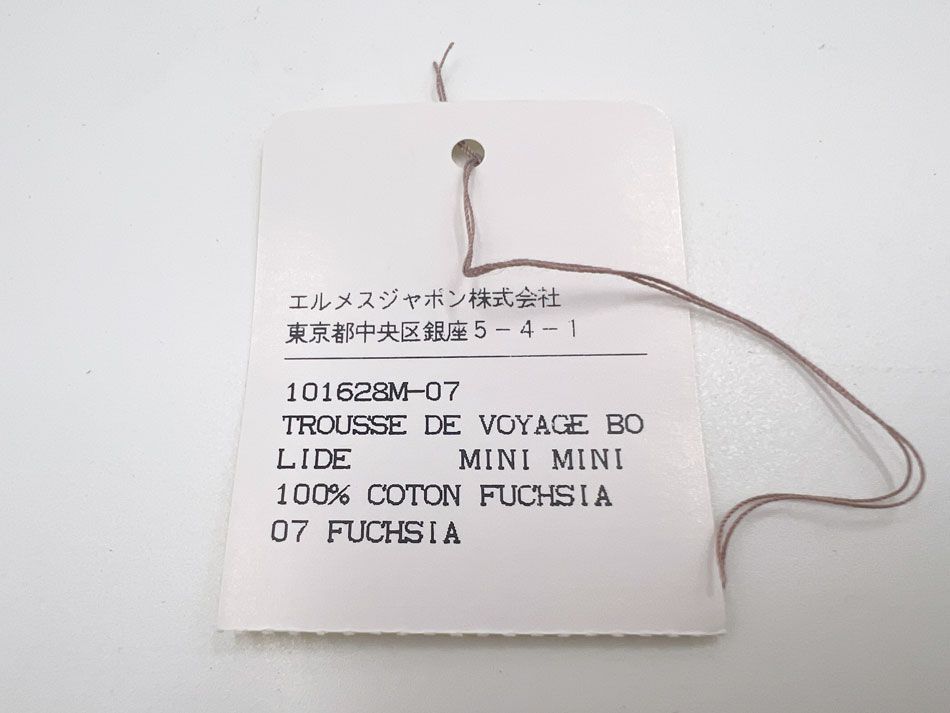 エルメスジャポン株式会社
東京都中央区銀座5-4-1
101628M-07
TROUSSE DE VOYAGE BO
LIDE MINI MINI
100% COTON FUCHSIA
07 FUCHSIA